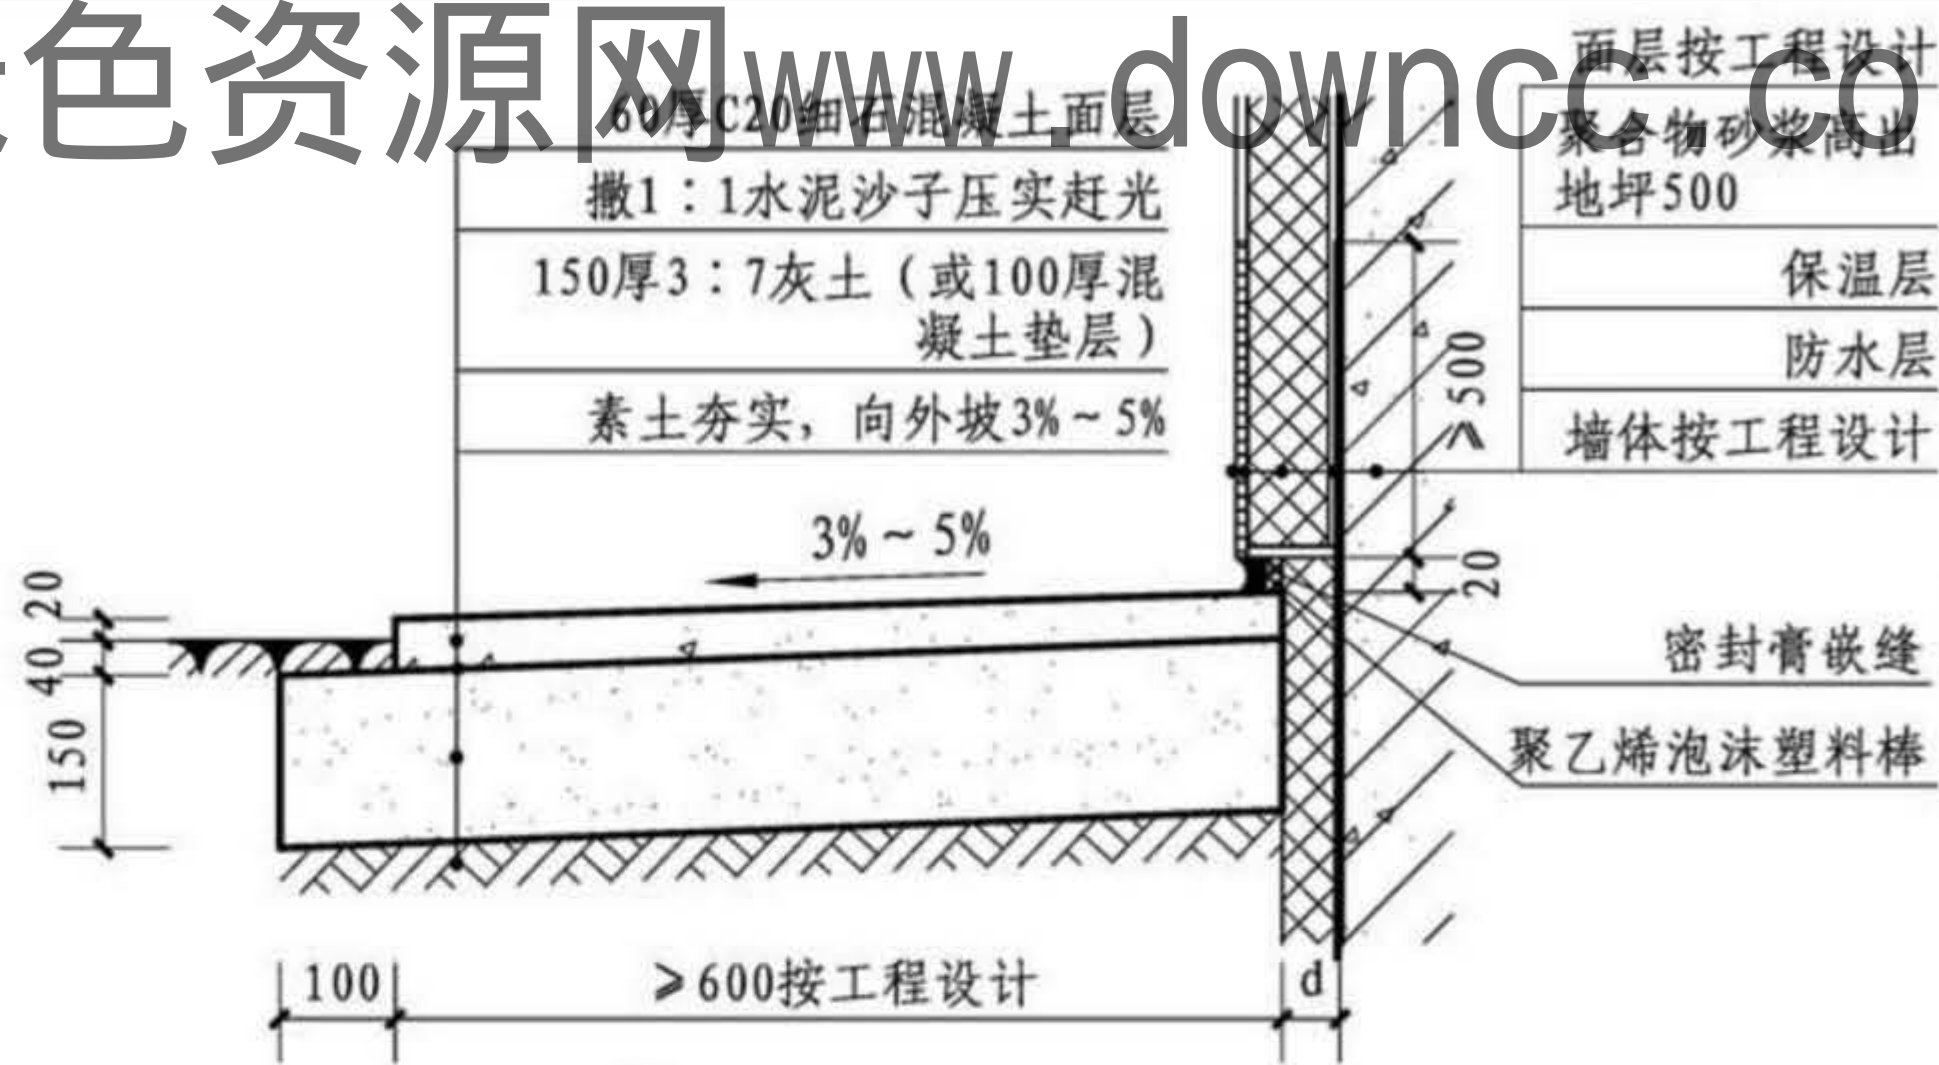 色资源网www.downcc.co
60厚C20细石混凝土面层
撒1：1水泥沙子压实赶光
150厚3：7灰土（或100厚混
凝土垫层）
素土夯实，向外坡3%～5%
面层按工程设计
聚合物砂浆高出
地坪500
保温层
防水层
墙体按工程设计
≥500
3%～5%
20
20
40
150
密封膏嵌缝
聚乙烯泡沫塑料棒
100
≥600按工程设计
d